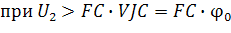 при U₂ > FC · VJC = FC · φ₀